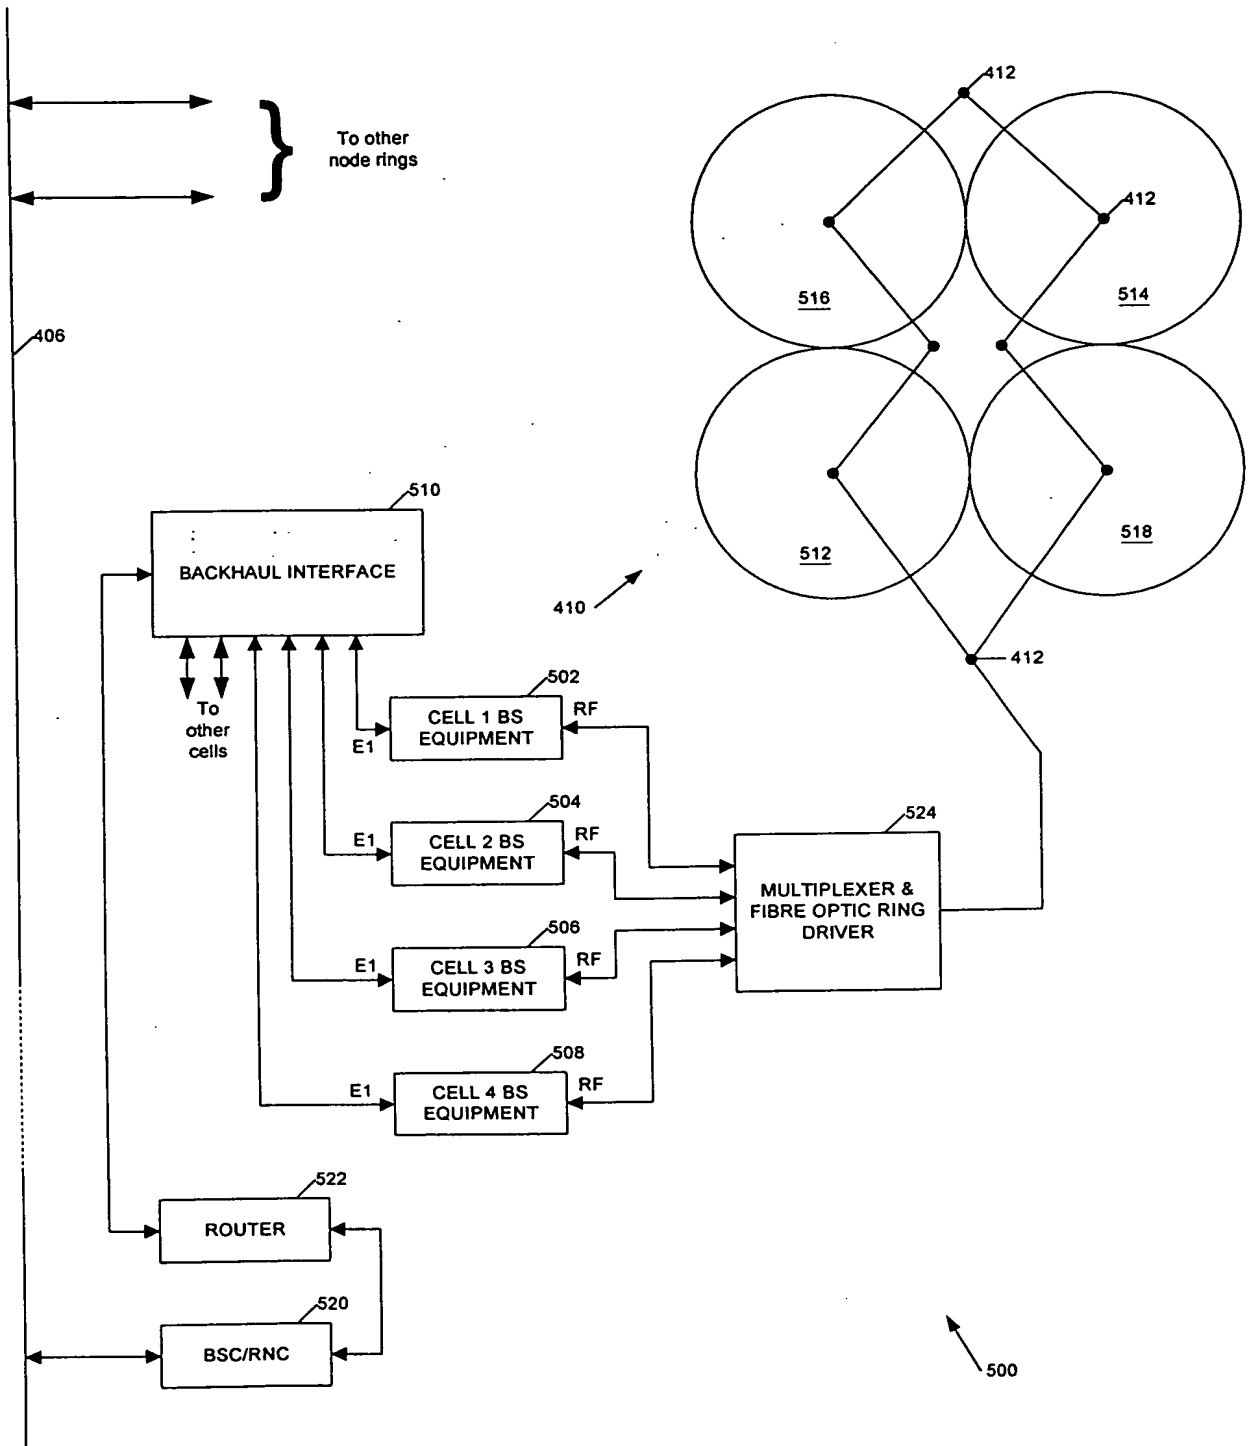 412
To other
node rings
412
516
514
406
510
BACKHAUL INTERFACE
512
518
410
412
To
other
cells
502
CELL 1 BS
EQUIPMENT
RF
E1
504
CELL 2 BS
EQUIPMENT
RF
E1
524
MULTIPLEXER &
FIBRE OPTIC RING
DRIVER
506
CELL 3 BS
EQUIPMENT
RF
E1
508
CELL 4 BS
EQUIPMENT
RF
E1
522
ROUTER
520
BSC/RNC
500